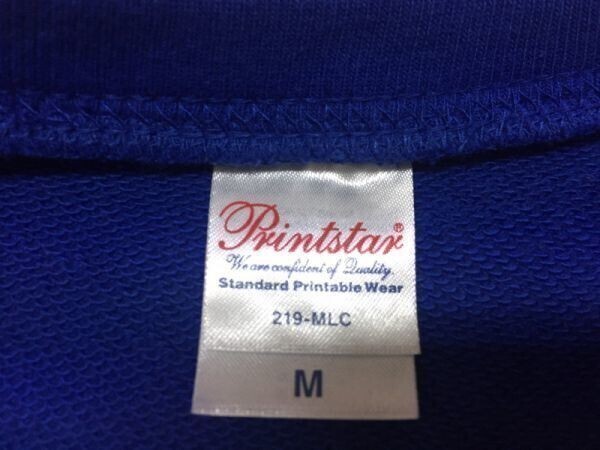 Printstar®
We are confident of Quality.
Standard Printable Wear
219-MLC
M